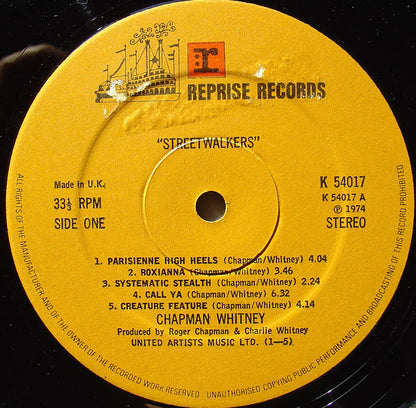 r:
REPRISE RECORDS
"STREETWALKERS"
Made in U.K.
33⅓ RPM
SIDE ONE
K 54017
K 54017 A
℗ 1974
STEREO
1. PARISIENNE HIGH HEELS (Chapman/Whitney) 4.04
2. ROXIANNA (Chapman/Whitney) 3.46
3. SYSTEMATIC STEALTH (Chapman/Whitney) 2.24
4. CALL YA (Chapman/Whitney) 6.32
5. CREATURE FEATURE (Chapman/Whitney) 4.14
CHAPMAN WHITNEY
Produced by Roger Chapman & Charlie Whitney
UNITED ARTISTS MUSIC LTD. (1—5)
ALL RIGHTS OF THE MANUFACTURER AND OF THE OWNER OF THE RECORDED WORK RESERVED UNAUTHORISED COPYING PUBLIC PERFORMANCE AND BROADCASTING OF THIS RECORD PROHIBITED